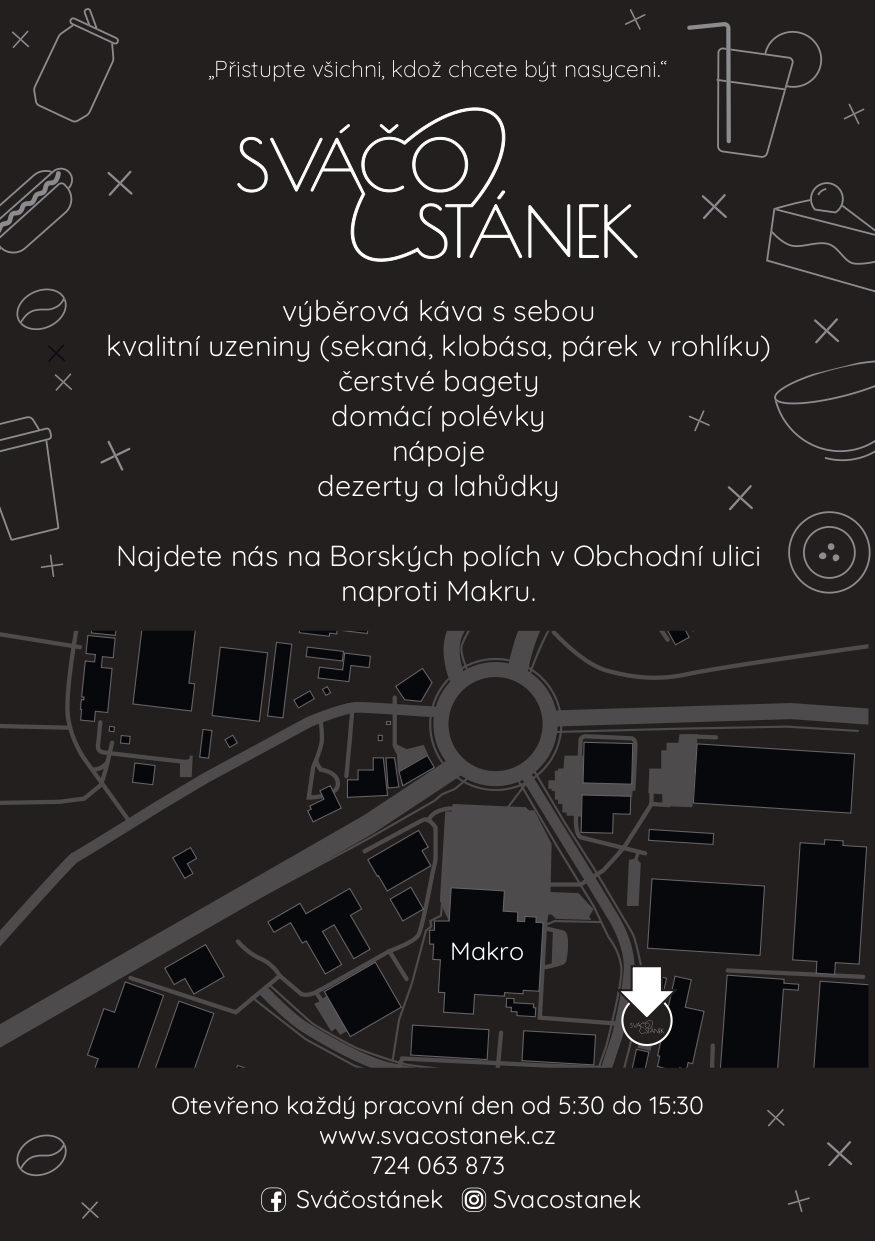 „Přistupte všichni, kdož chcete být nasyceni.“
SVÁČO
STÁNEK
výběrová káva s sebou
kvalitní uzeniny (sekaná, klobása, párek v rohlíku)
čerstvé bagety
domácí polévky
nápoje
dezerty a lahůdky
Najdete nás na Borských polích v Obchodní ulici
naproti Makru.
Makro
SVÁČO
STÁNEK
Otevřeno každý pracovní den od 5:30 do 15:30
www.svacostanek.cz
724 063 873
Sváčostánek Svacostanek